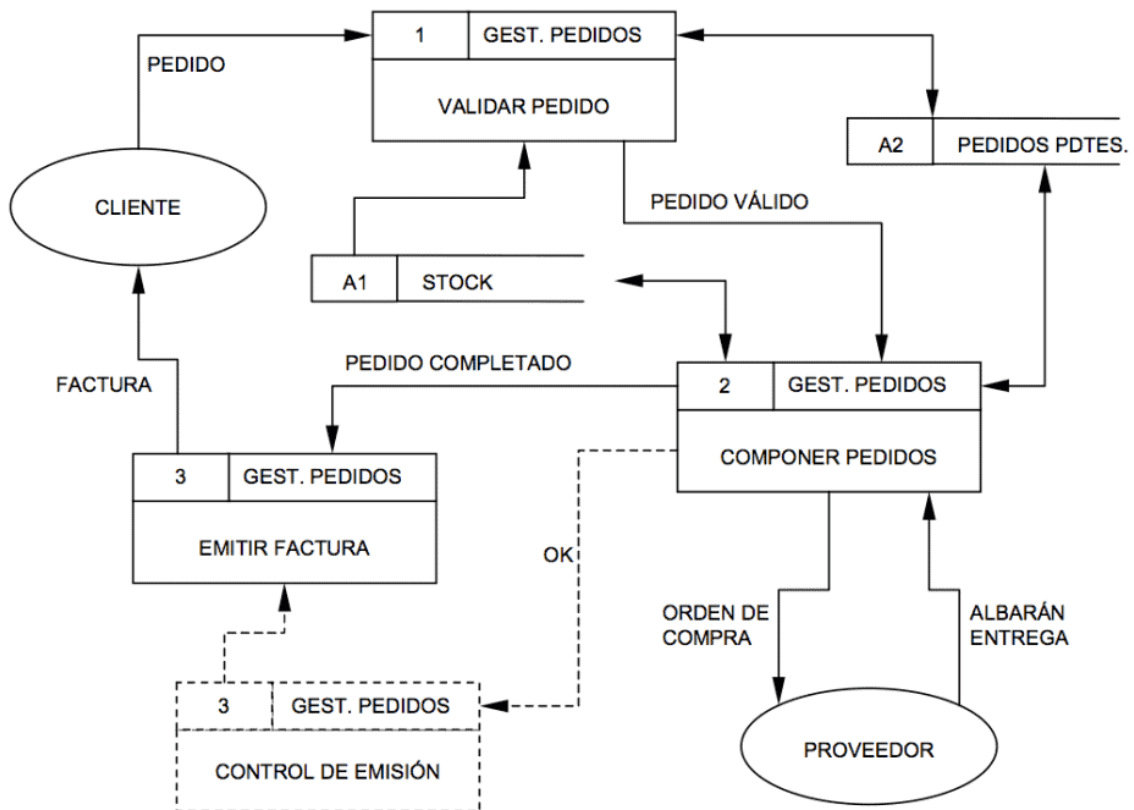 1 GEST. PEDIDOS
PEDIDO
VALIDAR PEDIDO
A2 PEDIDOS PDTES.
CLIENTE
PEDIDO VÁLIDO
A1 STOCK
PEDIDO COMPLETADO
FACTURA
2 GEST. PEDIDOS
COMPONER PEDIDOS
3 GEST. PEDIDOS
EMITIR FACTURA
OK
ORDEN DE
COMPRA
ALBARÁN
ENTREGA
3 GEST. PEDIDOS
CONTROL DE EMISIÓN
PROVEEDOR